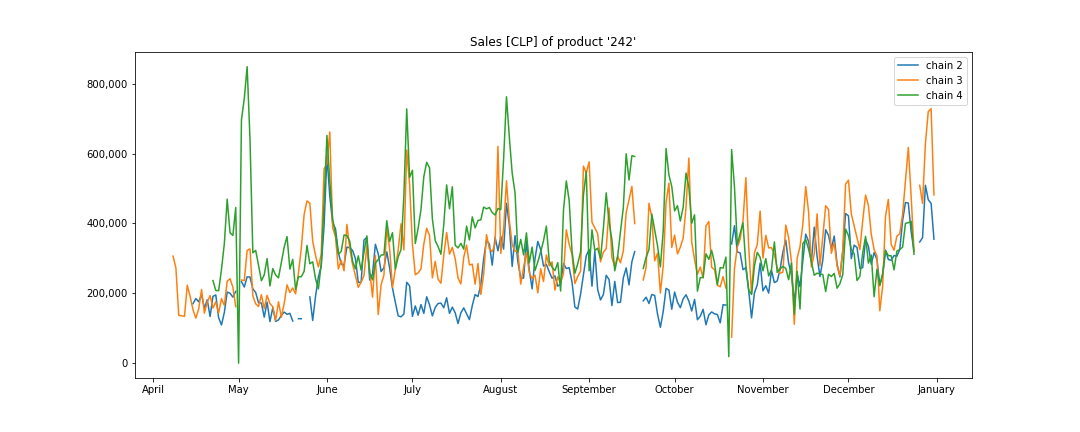 Sales [CLP] of product '242'
chain 2
chain 3
chain 4
800,000
600,000
400,000
200,000
0
April May June July August September October November December January